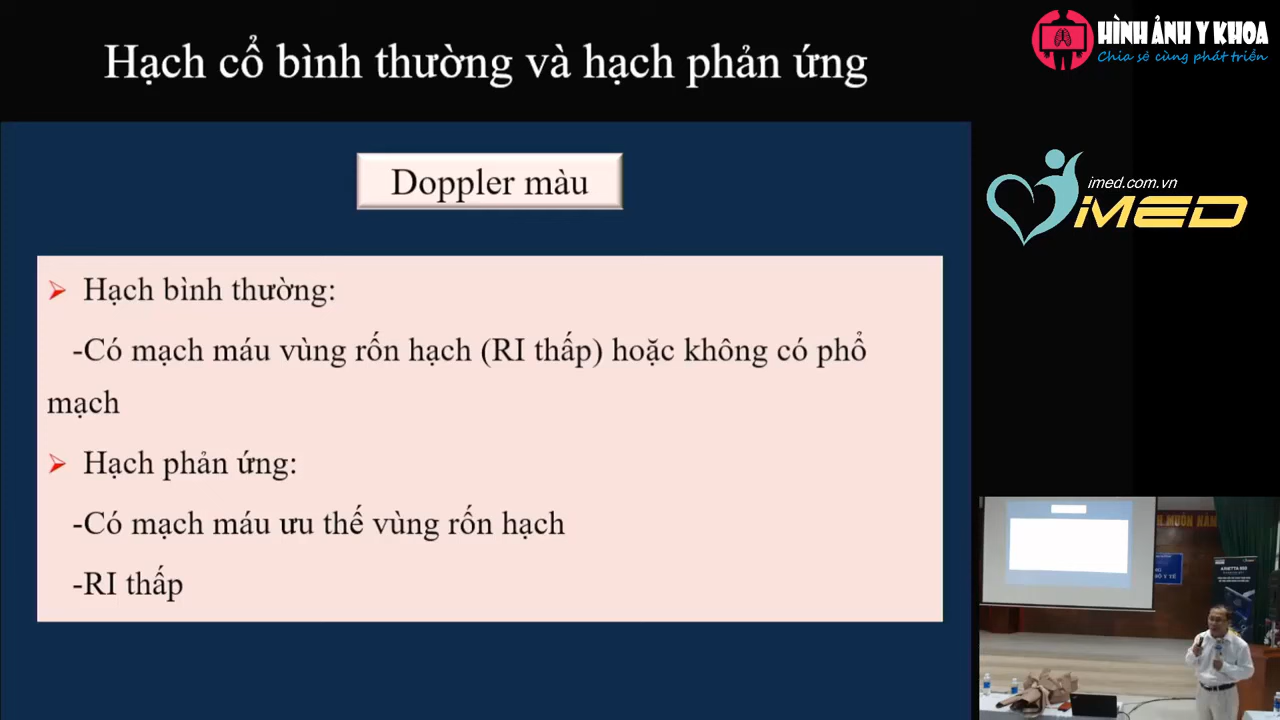 Hạch cổ bình thường và hạch phản ứng
HÌNH ẢNH Y KHOA
Chia sẻ cùng phát triển
imed.com.vn
iMED
Doppler màu
Hạch bình thường:
-Có mạch máu vùng rốn hạch (RI thấp) hoặc không có phổ
mạch
Hạch phản ứng:
-Có mạch máu ưu thế vùng rốn hạch
-RI thấp